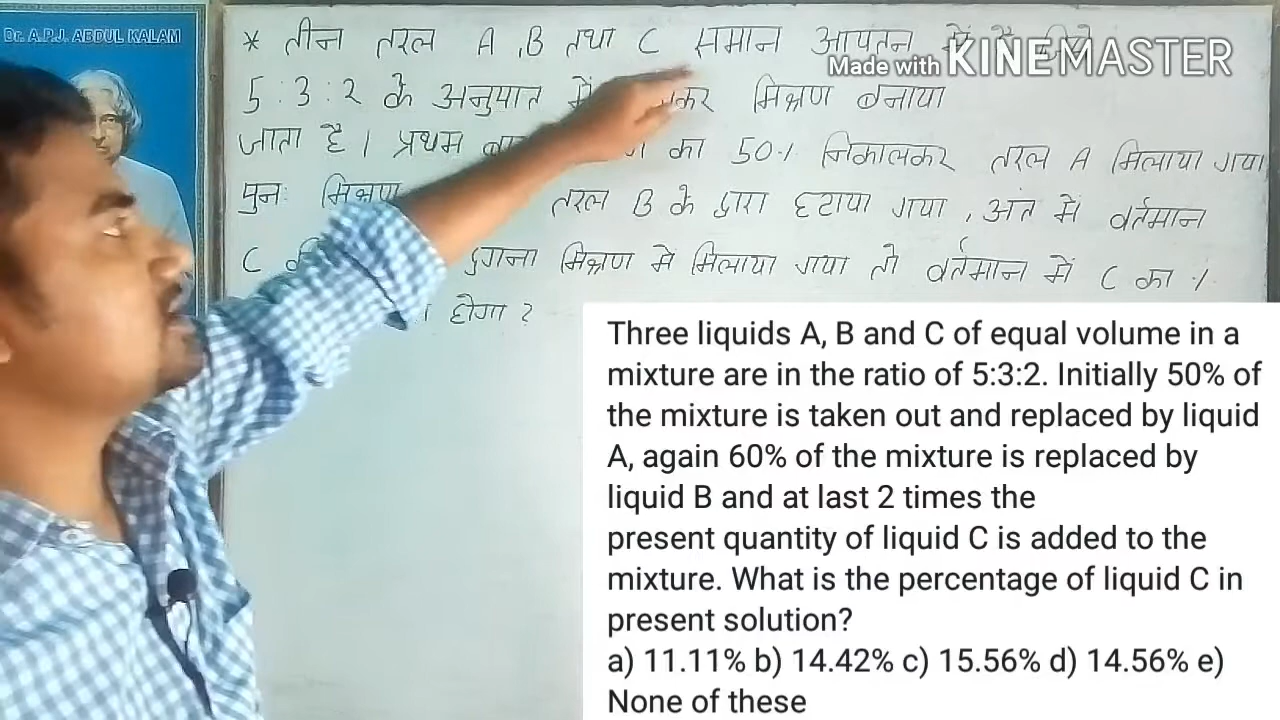 Dr. A.P.J. ABDUL KALAM
* तीन तरल A ,B तथा C समान आयतन में है
Made with KINEMASTER
5 : 3 : 2 के अनुपात में मिश्रण बनाया
जाता है । प्रथम का 50% निकालकर तरल A मिलाया गया
पुनः मिश्रण तरल B के द्वारा हटाया गया , अंत में वर्तमान
C दुगना मिश्रण में मिलाया गया तो वर्तमान में C का %
होगा ?
Three liquids A, B and C of equal volume in a
mixture are in the ratio of 5:3:2. Initially 50% of
the mixture is taken out and replaced by liquid
A, again 60% of the mixture is replaced by
liquid B and at last 2 times the
present quantity of liquid C is added to the
mixture. What is the percentage of liquid C in
present solution?
a) 11.11% b) 14.42% c) 15.56% d) 14.56% e)
None of these